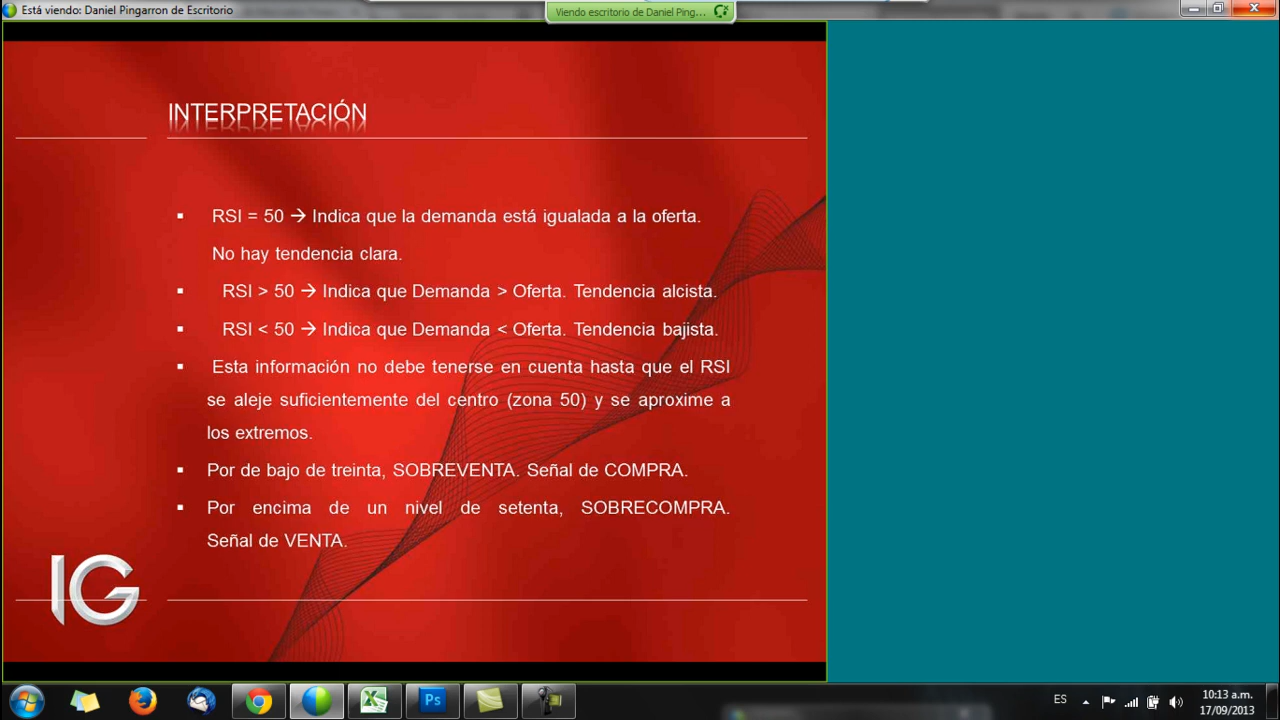 Está viendo: Daniel Pingarron de Escritorio
Viendo escritorio de Daniel Ping...
INTERPRETACIÓN
▪ RSI = 50 → Indica que la demanda está igualada a la oferta.
No hay tendencia clara.
▪ RSI > 50 → Indica que Demanda > Oferta. Tendencia alcista.
▪ RSI < 50 → Indica que Demanda < Oferta. Tendencia bajista.
▪ Esta información no debe tenerse en cuenta hasta que el RSI
se aleje suficientemente del centro (zona 50) y se aproxime a
los extremos.
▪ Por de bajo de treinta, SOBREVENTA. Señal de COMPRA.
▪ Por encima de un nivel de setenta, SOBRECOMPRA.
Señal de VENTA.
IG
Ps
ES
10:13 a.m.
17/09/2013